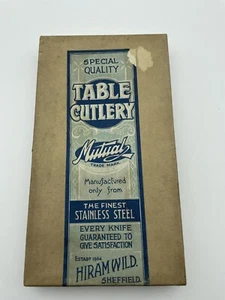 SPECIAL
QUALITY
TABLE
CUTLERY
Mutual
TRADE MARK
Manufactured
only from
THE FINEST
STAINLESS STEEL
EVERY KNIFE
GUARANTEED TO
GIVE SATISFACTION
HIRAM WILD.
SHEFFIELD.